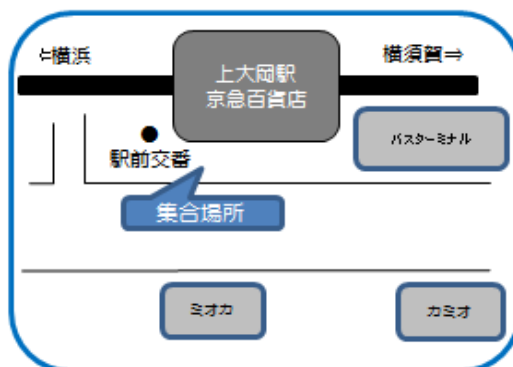 ⇦横浜
横須賀⇒
上大岡駅
京急百貨店
バスターミナル
駅前交番
集合場所
ミオカ
カミオ